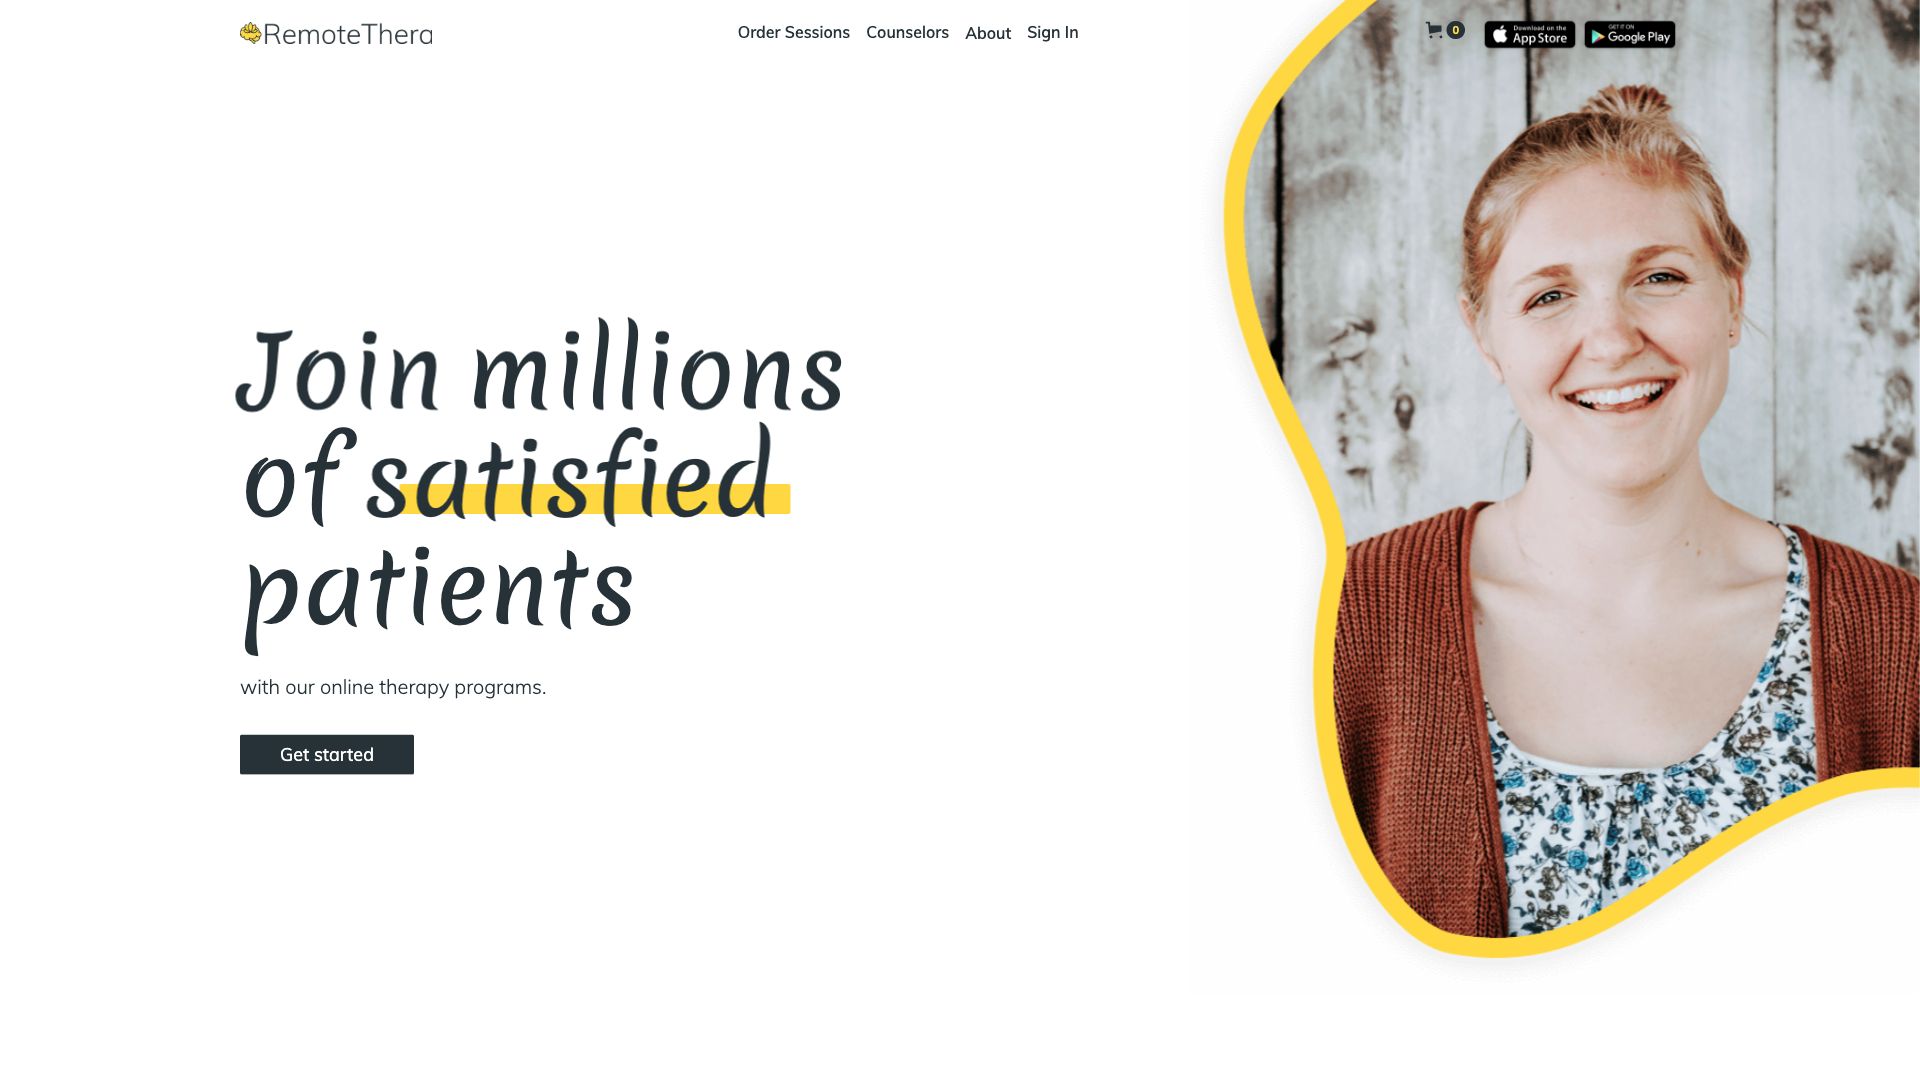 RemoteThera
Order Sessions
Counselors
About
Sign In
0
Download on the
App Store
GET IT ON
Google Play
Join millions
of satisfied
patients
with our online therapy programs.
Get started